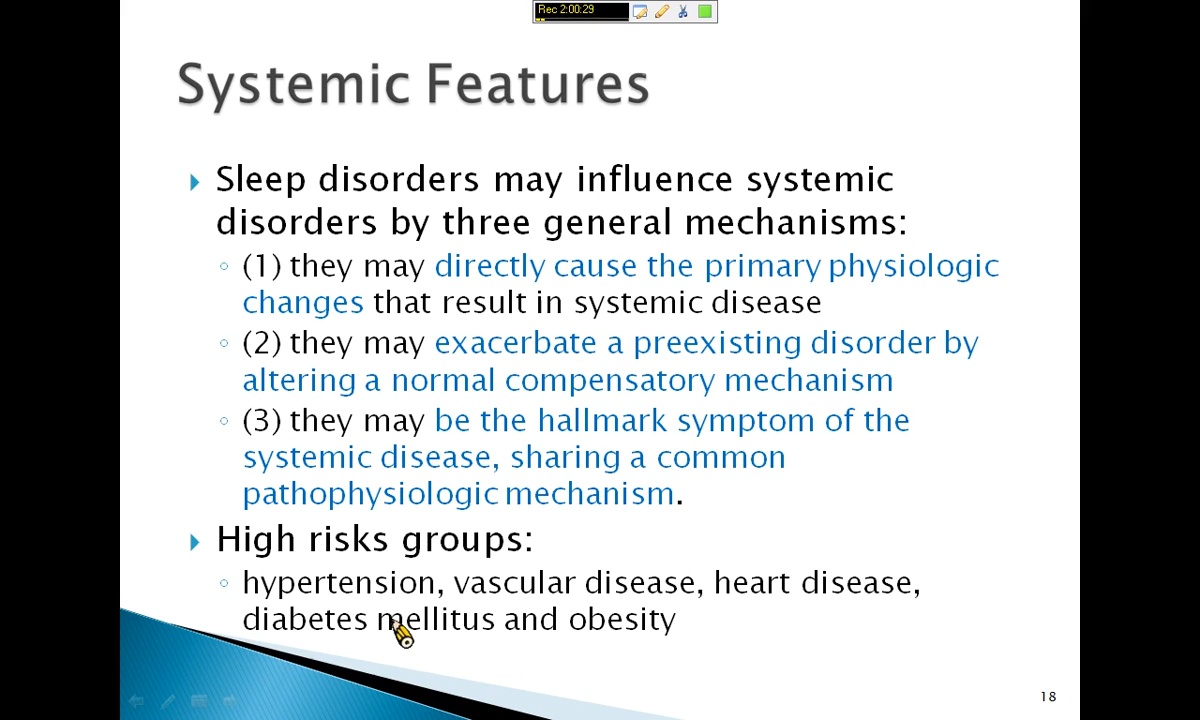 Rec 2:00:29
Systemic Features
Sleep disorders may influence systemic
disorders by three general mechanisms:
(1) they may directly cause the primary physiologic
changes that result in systemic disease
(2) they may exacerbate a preexisting disorder by
altering a normal compensatory mechanism
(3) they may be the hallmark symptom of the
systemic disease, sharing a common
pathophysiologic mechanism.
High risks groups:
hypertension, vascular disease, heart disease,
diabetes mellitus and obesity
18